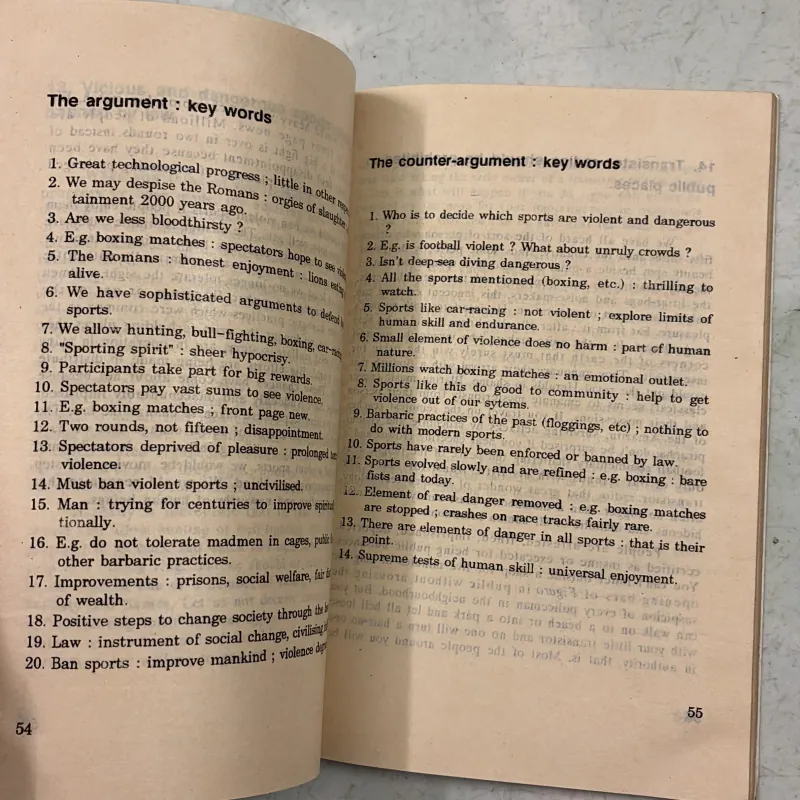 The argument : key words
1. Great technological progress ; little in other
2. We may despise the Romans : orgies of slaughter
tainment 2000 years ago.
3. Are we less bloodthirsty ?
4. E.g. boxing matches : spectators hope to see
5. The Romans : honest enjoyment : lions
alive.
6. We have sophisticated arguments to defend
sports.
7. We allow hunting, bull-fighting, boxing,
8. "Sporting spirit" : sheer hypocrisy.
9. Participants take part for big rewards.
10. Spectators pay vast sums to see violence.
11. E.g. boxing matches ; front page new.
12. Two rounds, not fifteen ; disappointment.
13. Spectators deprived of pleasure : prolonged
violence.
14. Must ban violent sports ; uncivilised.
15. Man : trying for centuries to improve
tionally.
16. E.g. do not tolerate madmen in cages,
other barbaric practices.
17. Improvements : prisons, social welfare, fair
of wealth.
18. Positive steps to change society through the
19. Law : instrument of social change, civilising
20. Ban sports : improve mankind ; violence
54
The counter-argument : key words
1. Who is to decide which sports are violent and dangerous
?
2. E.g. is football violent ? What about unruly crowds ?
3. Isn't deep-sea diving dangerous ?
4. All the sports mentioned (boxing, etc.) : thrilling to
watch.
5. Sports like car-racing : not violent ; explore limits of
human skill and endurance.
6. Small element of violence does no harm : part of human
nature.
7. Millions watch boxing matches : an emotional outlet.
8. Sports like this do good to community : help to get
violence out of our sytems.
9. Barbaric practices of the past (floggings, etc) ; nothing to
do with modern sports.
10. Sports have rarely been enforced or banned by law.
11. Sports evolved slowly and are refined : e.g. boxing : bare
fists and today.
12. Element of real danger removed : e.g. boxing matches
are stopped ; crashes on race tracks fairly rare.
13. There are elements of danger in all sports : that is their
point.
14. Supreme tests of human skill : universal enjoyment.
55